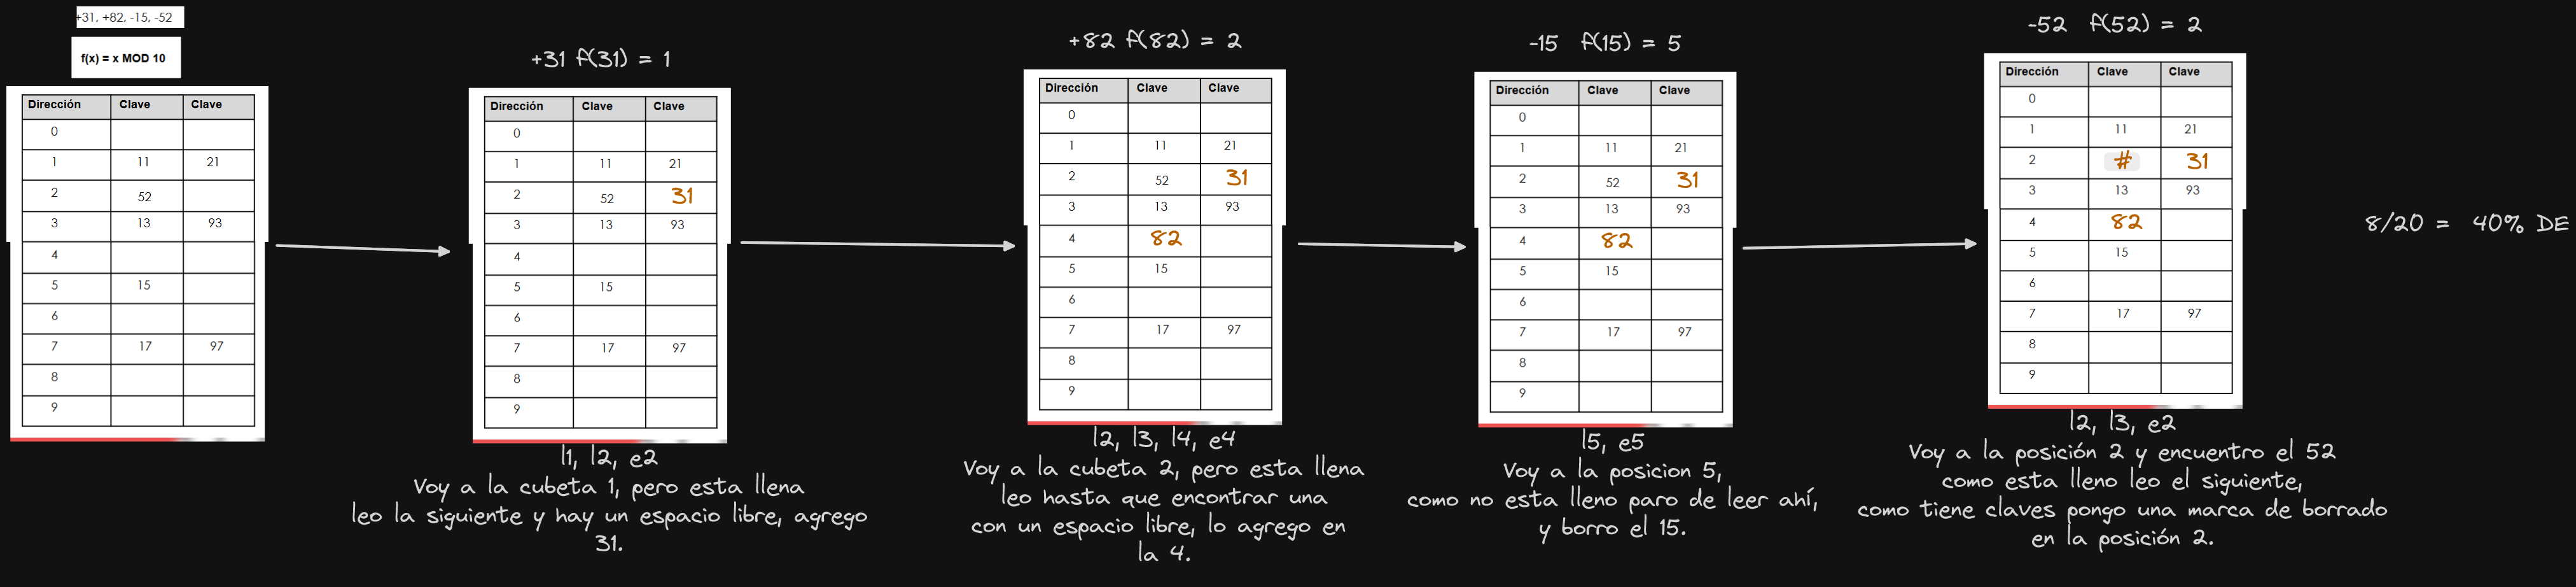 +31, +82, -15, -52
f(x) = x MOD 10
Dirección Clave Clave
0
1 11 21
2 52
3 13 93
4
5 15
6
7 17 97
8
9
+31 f(31) = 1
Dirección Clave Clave
0
1 11 21
2 52 31
3 13 93
4
5 15
6
7 17 97
8
9
l1, l2, e2
Voy a la cubeta 1, pero esta llena
leo la siguiente y hay un espacio libre, agrego
31.
+82 f(82) = 2
Dirección Clave Clave
0
1 11 21
2 52 31
3 13 93
4 82
5 15
6
7 17 97
8
9
l2, l3, l4, e4
Voy a la cubeta 2, pero esta llena
leo hasta que encontrar una
con un espacio libre, lo agrego en
la 4.
-15 f(15) = 5
Dirección Clave Clave
0
1 11 21
2 52 31
3 13 93
4 82
5 15
6
7 17 97
8
9
l5, e5
Voy a la posicion 5,
como no esta lleno paro de leer ahí,
y borro el 15.
-52 f(52) = 2
Dirección Clave Clave
0
1 11 21
2 # 31
3 13 93
4 82
5 15
6
7 17 97
8
9
l2, l3, e2
Voy a la posición 2 y encuentro el 52
como esta lleno leo el siguiente,
como tiene claves pongo una marca de borrado
en la posición 2.
8/20 = 40% DE